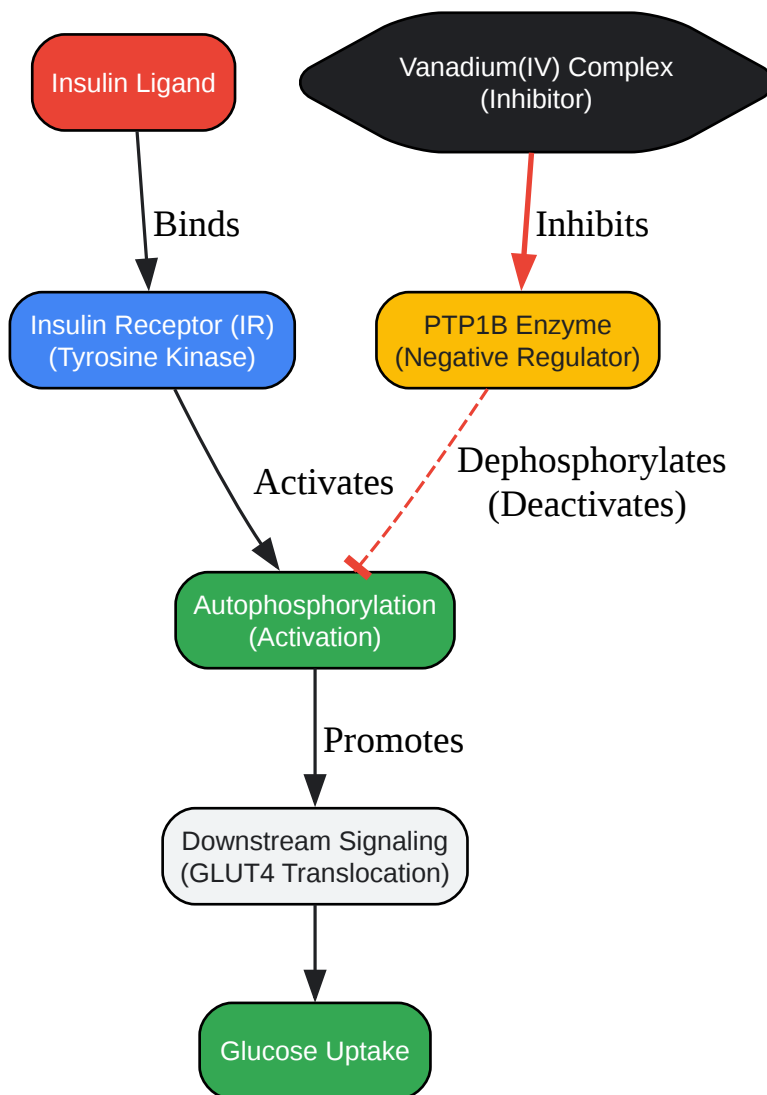 Insulin Ligand
Vanadium(IV) Complex
(Inhibitor)
Binds
Inhibits
Insulin Receptor (IR)
(Tyrosine Kinase)
PTP1B Enzyme
(Negative Regulator)
Activates
Dephosphorylates
(Deactivates)
Autophosphorylation
(Activation)
Promotes
Downstream Signaling
(GLUT4 Translocation)
Glucose Uptake